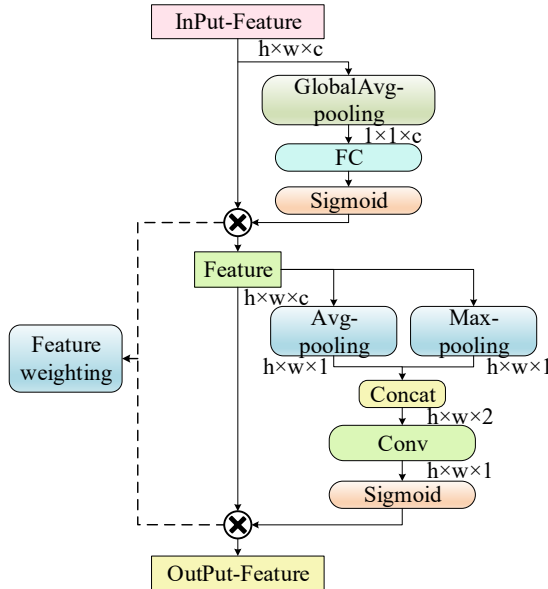 InPut-Feature
h×w×c
GlobalAvg-
pooling
1×1×c
FC
Sigmoid
Feature
h×w×c
Avg-
pooling
Max-
pooling
h×w×1
h×w×1
Feature
weighting
Concat
h×w×2
Conv
h×w×1
Sigmoid
OutPut-Feature